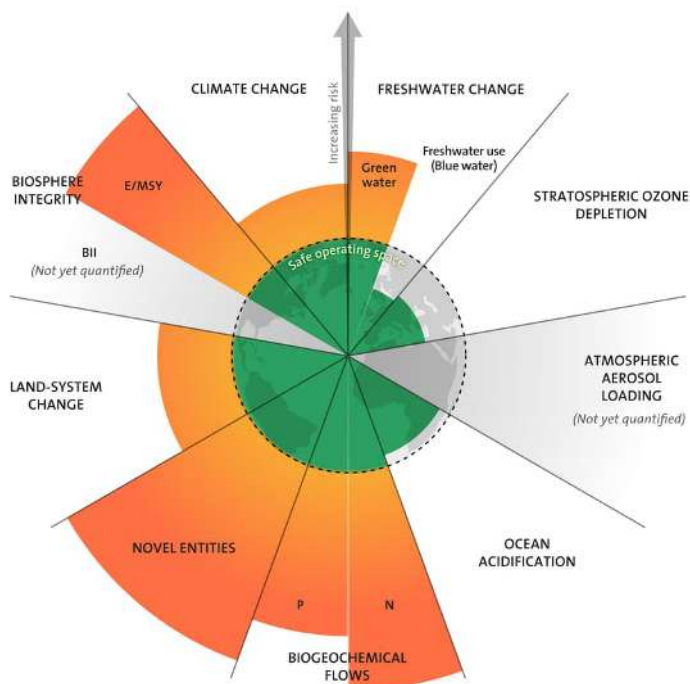 CLIMATE CHANGE
FRESHWATER CHANGE
Increasing risk
Green
water
Freshwater use
(Blue water)
STRATOSPHERIC OZONE
DEPLETION
BIOSPHERE
INTEGRITY
E/MSY
BII
(Not yet quantified)
Safe operating space
ATMOSPHERIC
AEROSOL
LOADING
(Not yet quantified)
LAND-SYSTEM
CHANGE
NOVEL ENTITIES
OCEAN
ACIDIFICATION
P
N
BIOGEOCHEMICAL
FLOWS